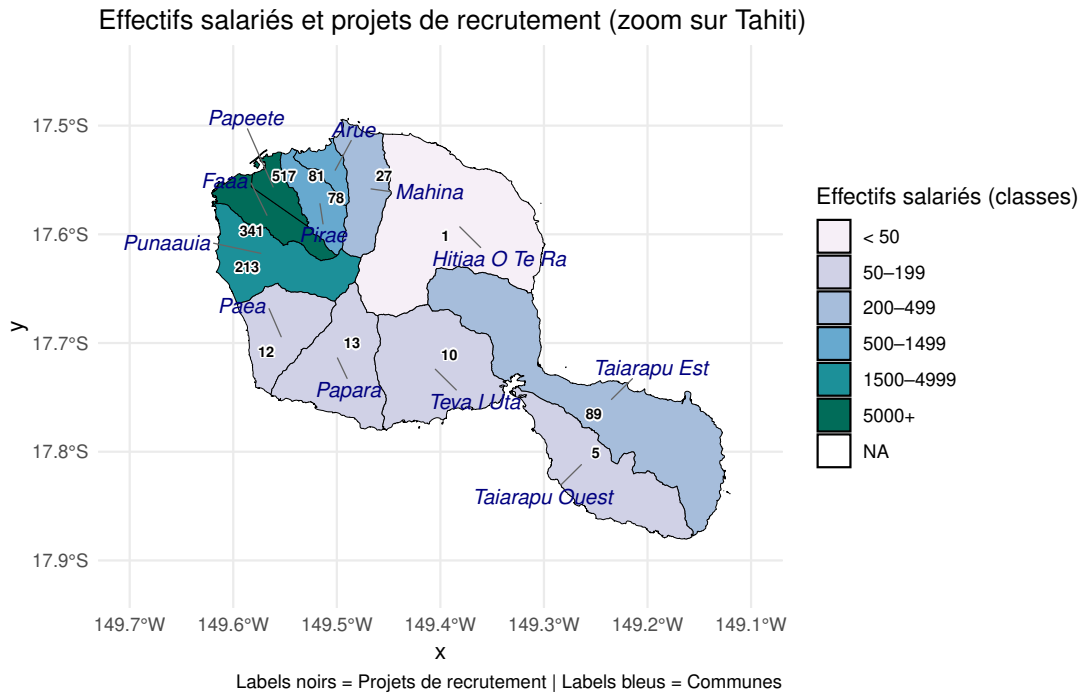 Effectifs salariés et projets de recrutement (zoom sur Tahiti)
17.5°S
17.6°S
17.7°S
17.8°S
17.9°S
y
Papeete
Arue
517
81
27
Faaa
78
Mahina
341
Pirae
1
Punaauia
213
Hitiaa O Te Ra
Paea
12
13
10
Papara
Teva I Uta
Taiarapu Est
89
5
Taiarapu Ouest
149.7°W
149.6°W
149.5°W
149.4°W
149.3°W
149.2°W
149.1°W
x
Effectifs salariés (classes)
< 50
50–199
200–499
500–1499
1500–4999
5000+
NA
Labels noirs = Projets de recrutement | Labels bleus = Communes